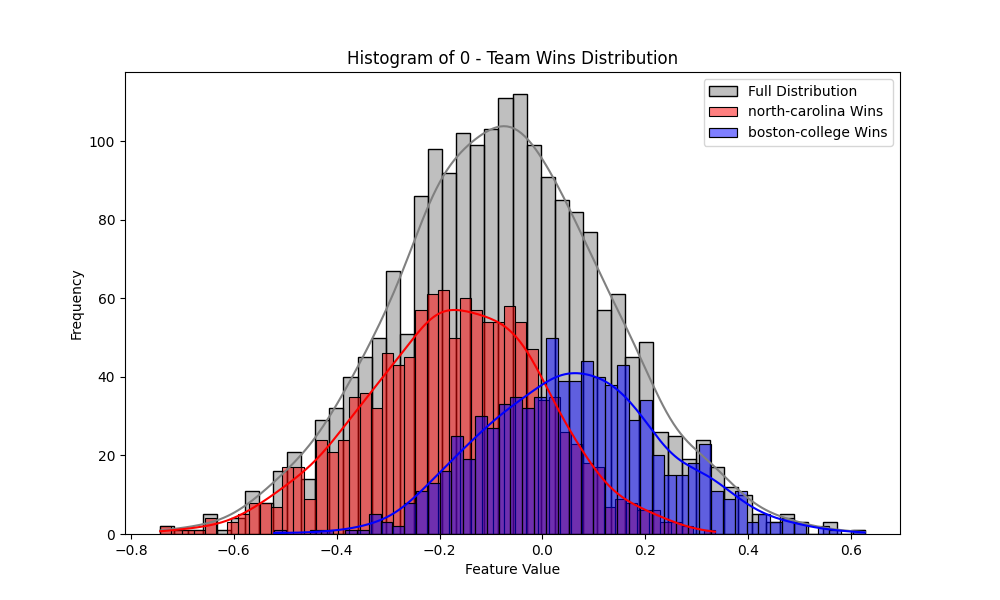 Histogram of 0 - Team Wins Distribution
Full Distribution
north-carolina Wins
boston-college Wins
Frequency
100
80
60
40
20
0
−0.8 −0.6 −0.4 −0.2 0.0 0.2 0.4 0.6
Feature Value